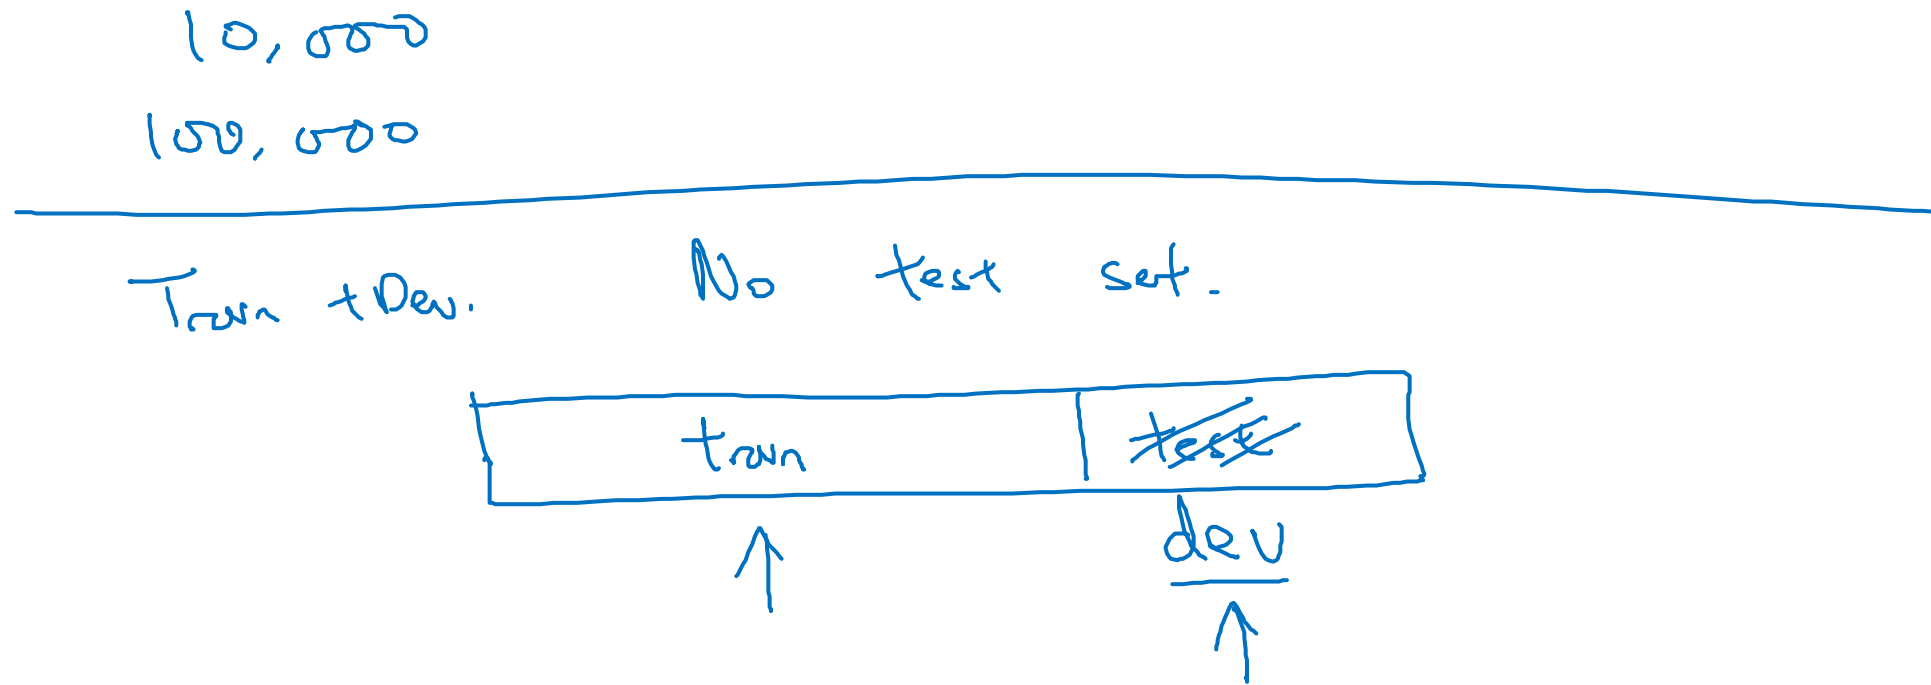 10,000
100,000
Train + Dev. No test set.
train test
dev